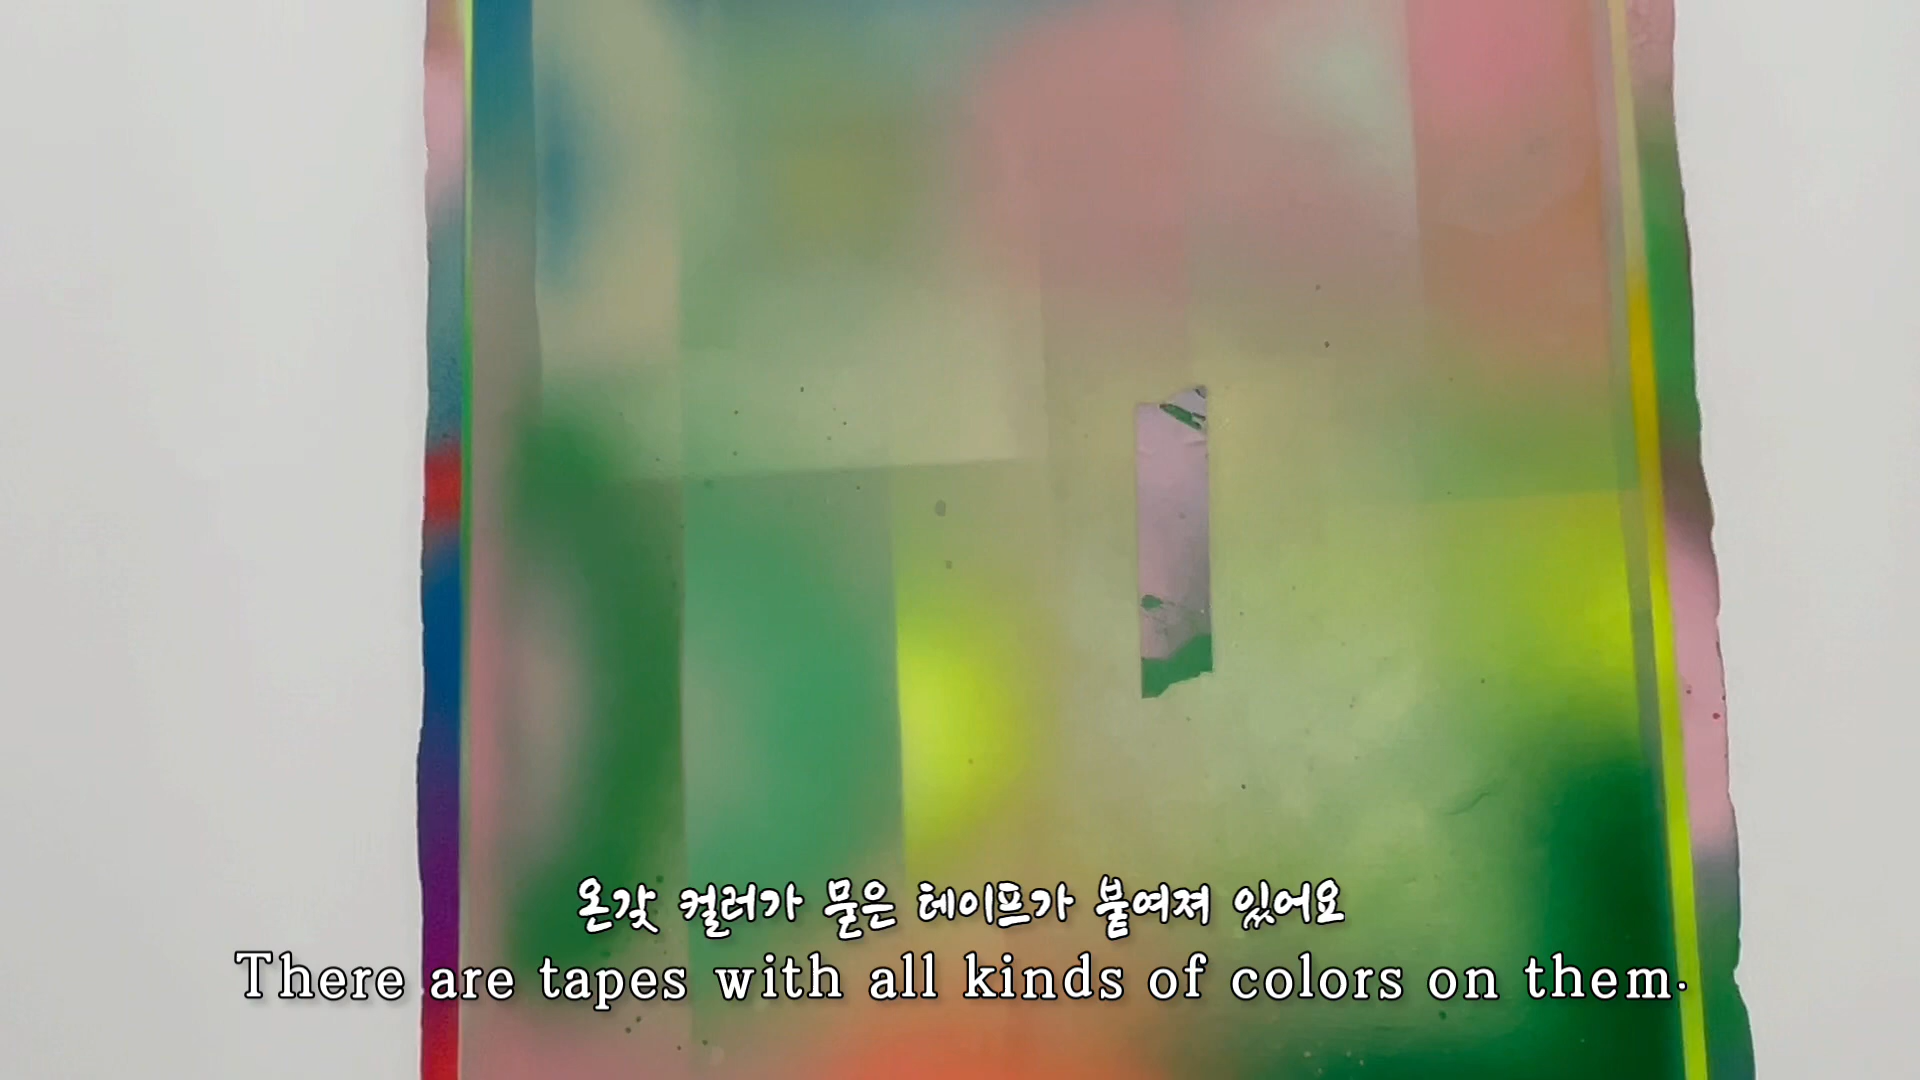 온갖 컬러가 묻은 테이프가 붙여져 있어요
There are tapes with all kinds of colors on them.